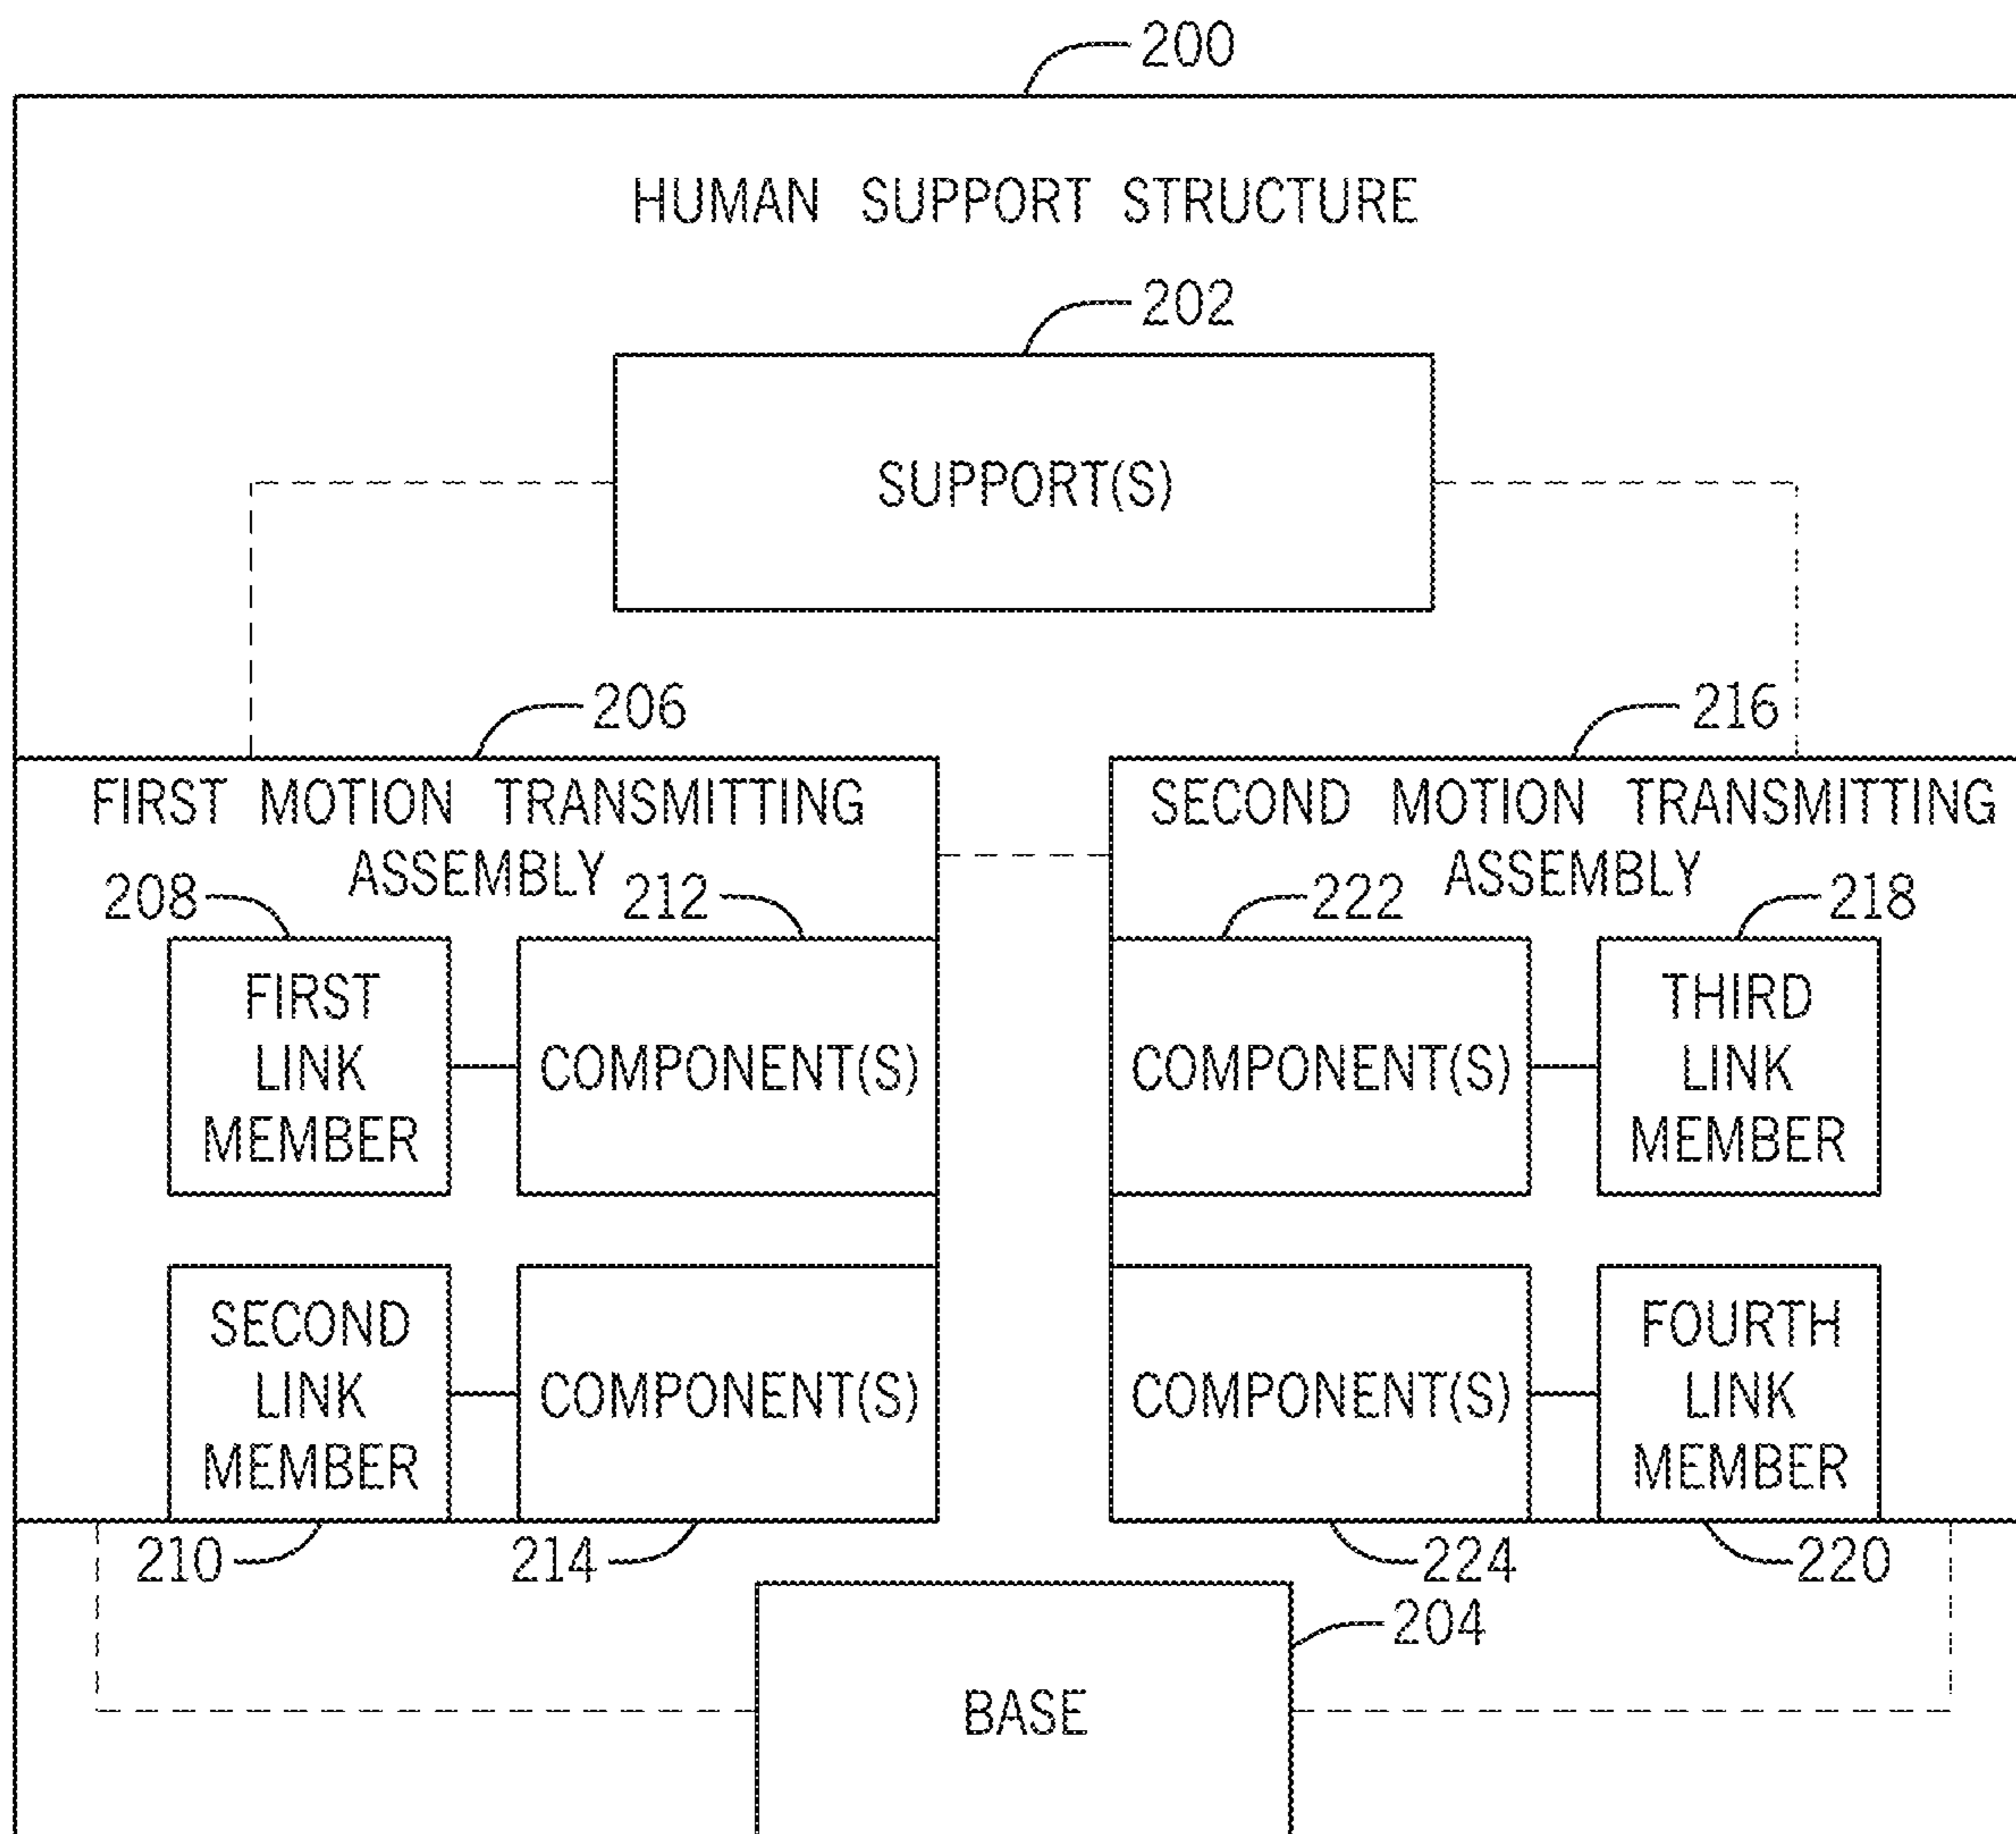 200
HUMAN SUPPORT STRUCTURE
202
SUPPORT(S)
206
216
FIRST MOTION TRANSMITTING
ASSEMBLY
SECOND MOTION TRANSMITTING
ASSEMBLY
208
212
222
218
FIRST
LINK
MEMBER
COMPONENT(S)
COMPONENT(S)
THIRD
LINK
MEMBER
SECOND
LINK
MEMBER
COMPONENT(S)
COMPONENT(S)
FOURTH
LINK
MEMBER
210
214
224
220
204
BASE